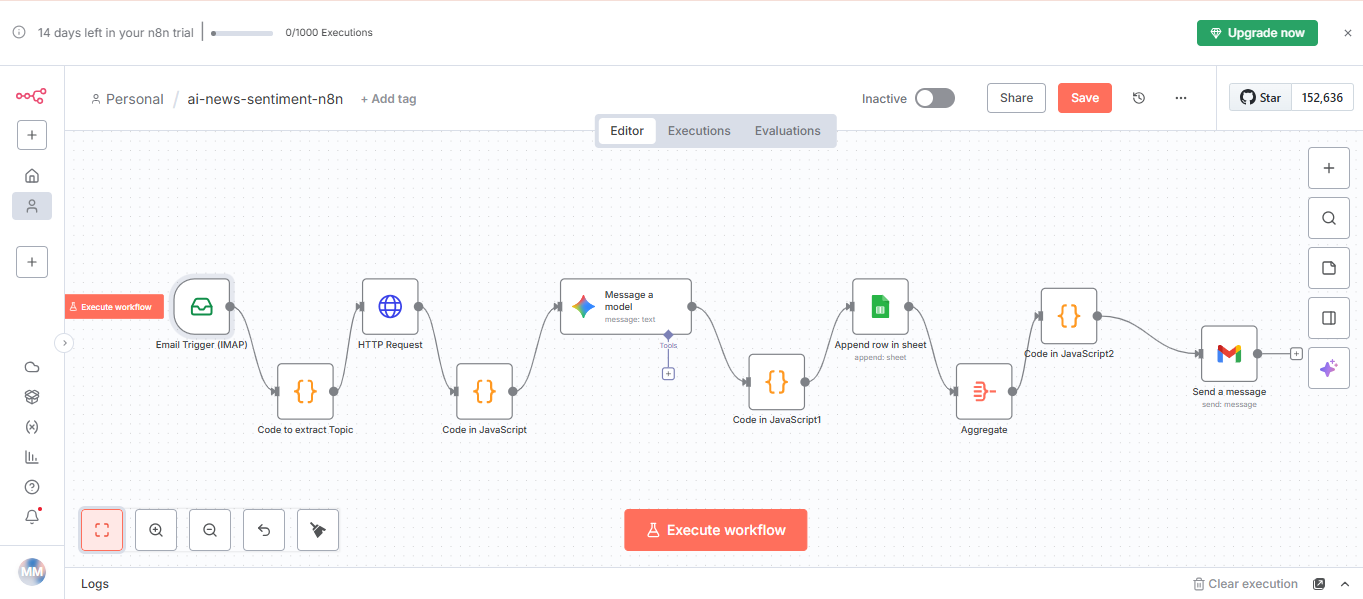 14 days left in your n8n trial
0/1000 Executions
Upgrade now
Personal / ai-news-sentiment-n8n
+ Add tag
Inactive
Share
Save
Star
152,636
Editor
Executions
Evaluations
Execute workflow
Email Trigger (IMAP)
Code to extract Topic
HTTP Request
Code in JavaScript
Message a
model
message: text
Tools
Code in JavaScript1
Append row in sheet
append: sheet
Aggregate
Code in JavaScript2
Send a message
send: message
Execute workflow
MM
Logs
Clear execution